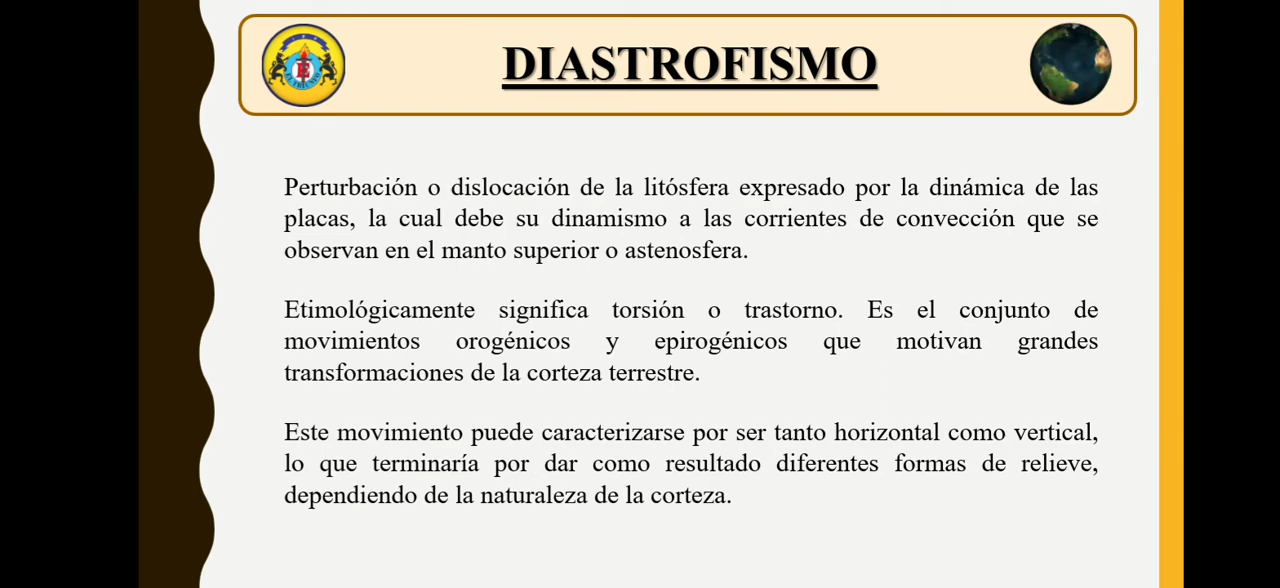 DIASTROFISMO
Perturbación o dislocación de la litósfera expresado por la dinámica de las
placas, la cual debe su dinamismo a las corrientes de convección que se
observan en el manto superior o astenosfera.
Etimológicamente significa torsión o trastorno. Es el conjunto de
movimientos orogénicos y epirogénicos que motivan grandes
transformaciones de la corteza terrestre.
Este movimiento puede caracterizarse por ser tanto horizontal como vertical,
lo que terminaría por dar como resultado diferentes formas de relieve,
dependiendo de la naturaleza de la corteza.